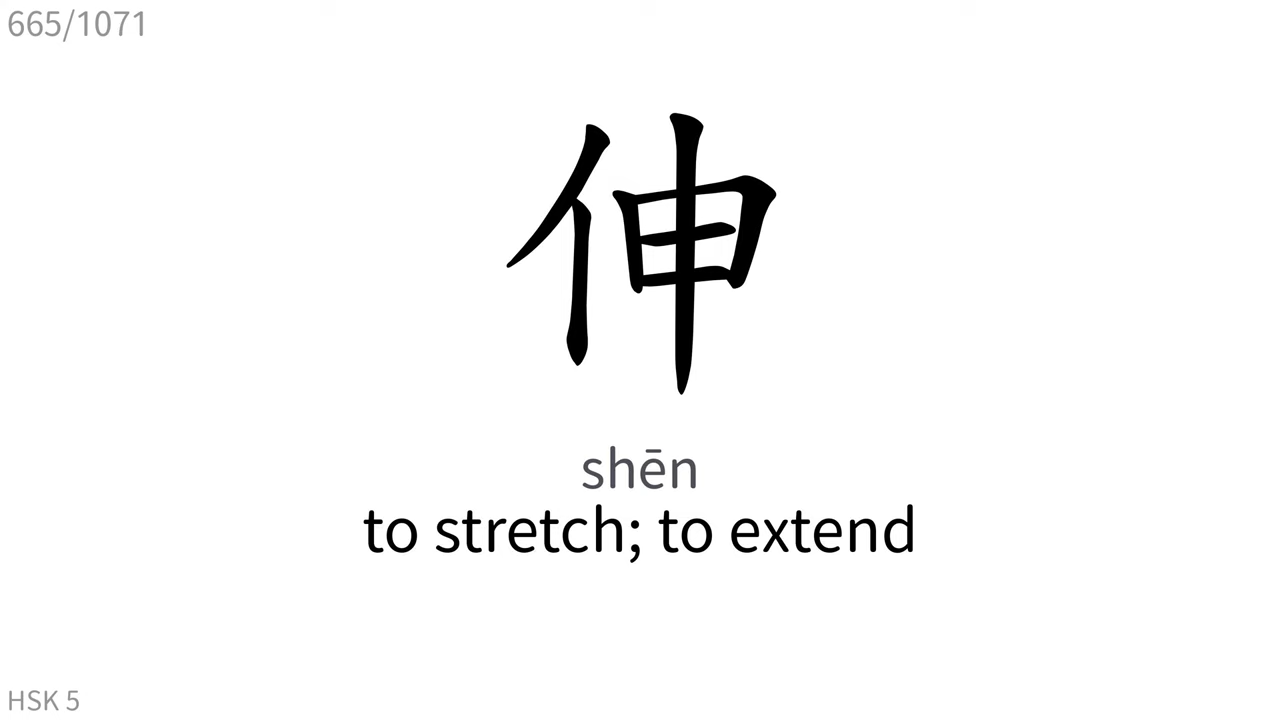 665/1071
伸
shēn
to stretch; to extend
HSK 5